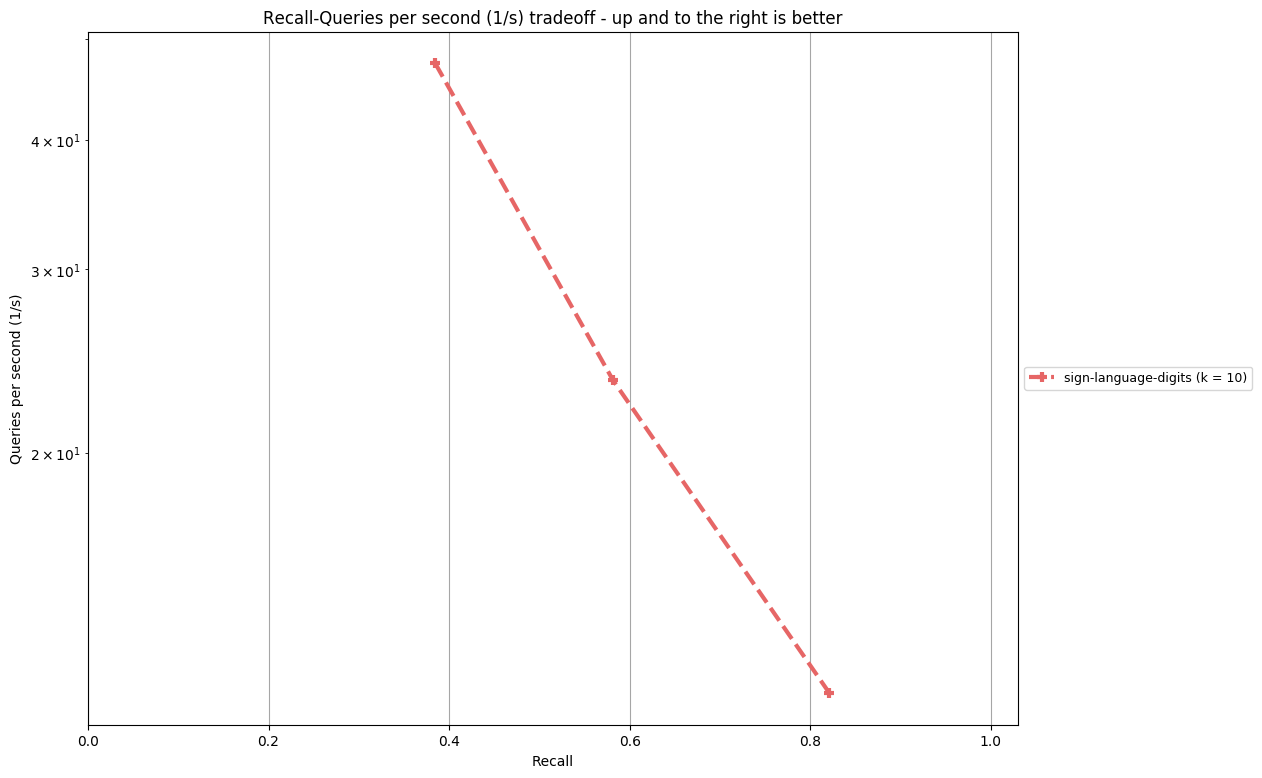 Recall-Queries per second (1/s) tradeoff - up and to the right is better
Queries per second (1/s)
4 × 10¹
3 × 10¹
2 × 10¹
0.0 0.2 0.4 0.6 0.8 1.0
Recall
sign-language-digits (k = 10)